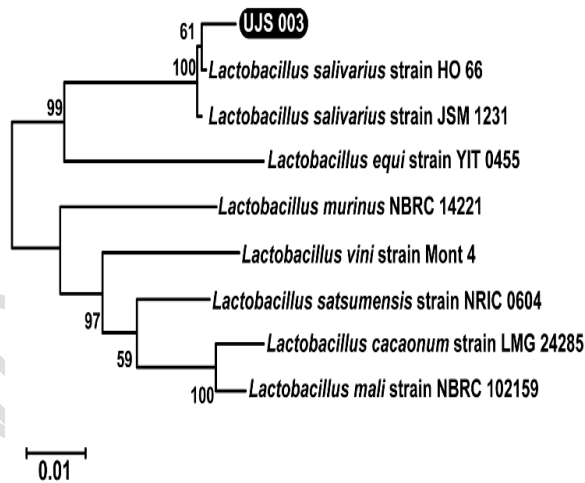 UJS 003
61
100
Lactobacillus salivarius strain HO 66
99
Lactobacillus salivarius strain JSM 1231
Lactobacillus equi strain YIT 0455
Lactobacillus murinus NBRC 14221
Lactobacillus vini strain Mont 4
Lactobacillus satsumensis strain NRIC 0604
97
Lactobacillus cacaonum strain LMG 24285
59
Lactobacillus mali strain NBRC 102159
100
0.01